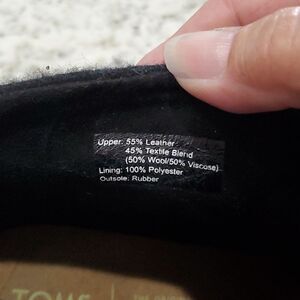 Upper: 55% Leather
45% Textile Blend
(50% Wool/50% Viscose)
Lining: 100% Polyester
Outsole: Rubber